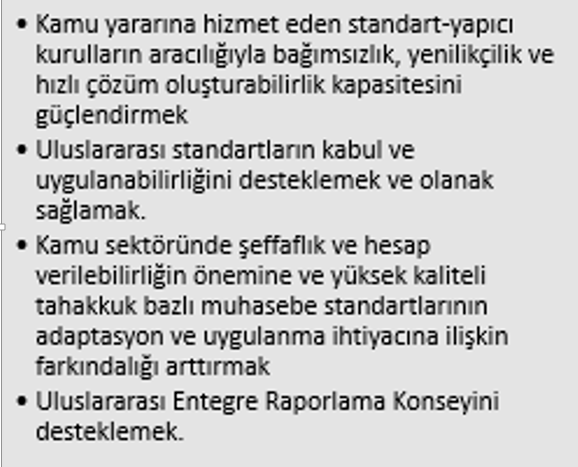 • Kamu yararına hizmet eden standart-yapıcı
kurulların aracılığıyla bağımsızlık, yenilikçilik ve
hızlı çözüm oluşturabilirlik kapasitesini
güçlendirmek
• Uluslararası standartların kabul ve
uygulanabilirliğini desteklemek ve olanak
sağlamak.
• Kamu sektöründe şeffaflık ve hesap
verilebilirliğin önemine ve yüksek kaliteli
tahakkuk bazlı muhasebe standartlarının
adaptasyon ve uygulanma ihtiyacına ilişkin
farkındalığı arttırmak
• Uluslararası Entegre Raporlama Konseyini
desteklemek.